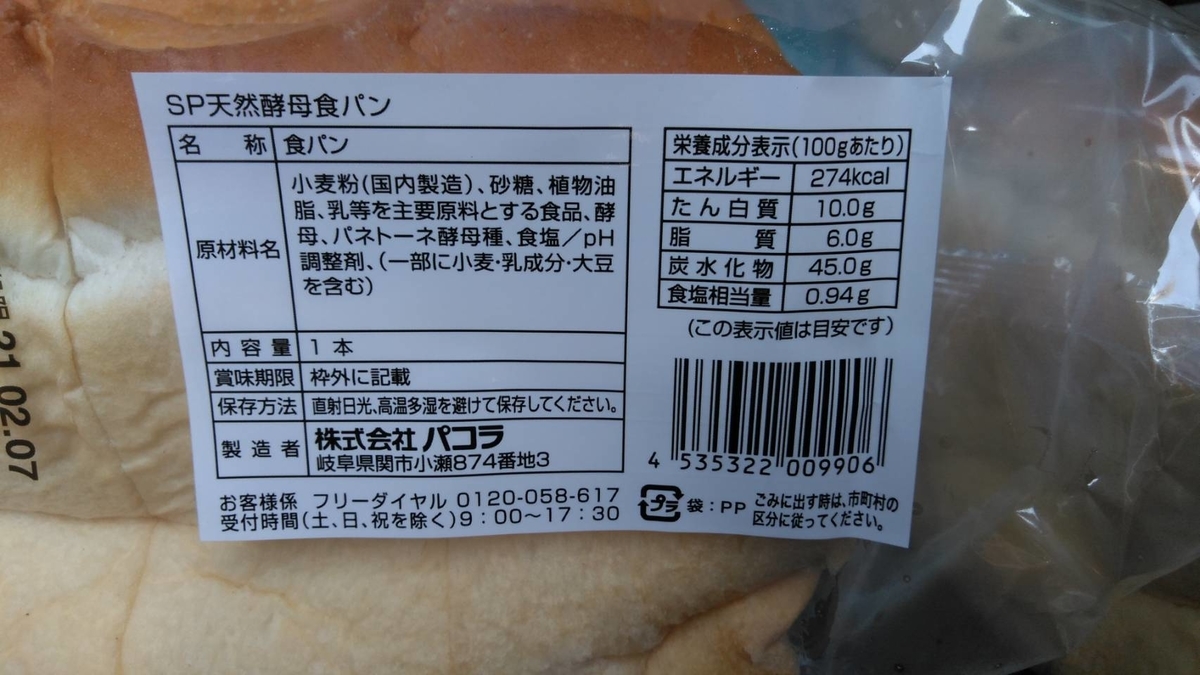 SP天然酵母食パン
名 称 食パン
原材料名
小麦粉(国内製造)、砂糖、植物油
脂、乳等を主要原料とする食品、酵
母、パネトーネ酵母種、食塩／pH
調整剤、(一部に小麦・乳成分・大豆
を含む)
内容量 1 本
賞味期限 枠外に記載
保存方法 直射日光、高温多湿を避けて保存してください。
製造者 株式会社 パコラ
岐阜県関市小瀬874番地3
お客様係 フリーダイヤル 0120-058-617
受付時間(土、日、祝を除く)9：00～17：30
栄養成分表示(100gあたり)
エネルギー 274kcal
たん白質 10.0g
脂 質 6.0g
炭水化物 45.0g
食塩相当量 0.94g
(この表示値は目安です)
4 535322 009906
プラ 袋：PP ごみに出す時は、市町村の
区分に従ってください。
21.02.07